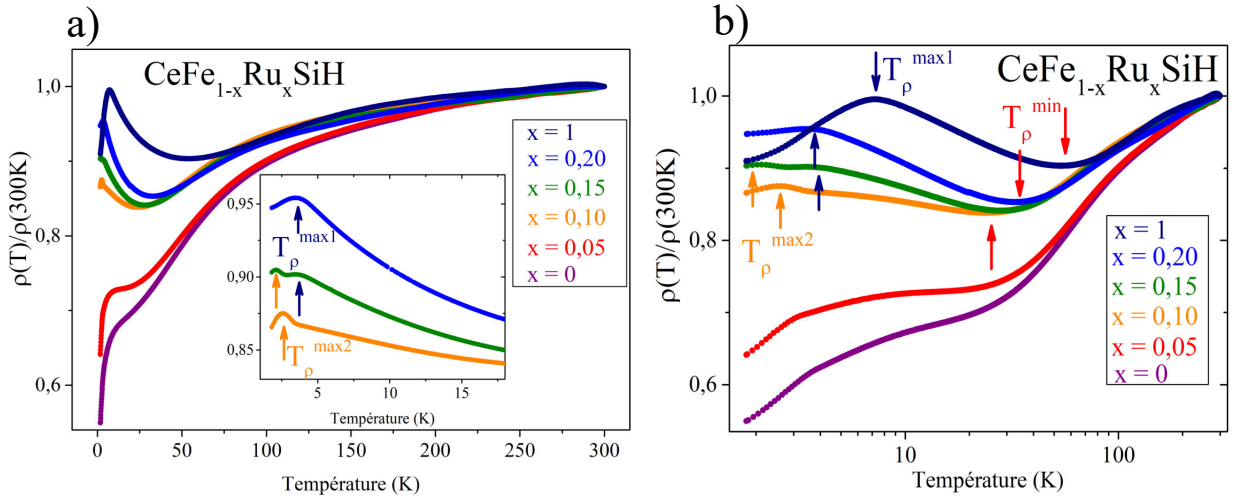 a)
CeFe1-xRuxSiH
ρ(T)/ρ(300K)
1,0
0,8
0,6
x = 1
x = 0,20
x = 0,15
x = 0,10
x = 0,05
x = 0
0,95
0,90
0,85
Tρmax1
Tρmax2
5
10
15
Température (K)
0
50
100
150
200
250
300
Température (K)
b)
CeFe1-xRuxSiH
ρ(T)/ρ(300K)
1,0
0,8
0,6
Tρmax1
Tρmin
Tρmax2
x = 1
x = 0,20
x = 0,15
x = 0,10
x = 0,05
x = 0
10
100
Température (K)